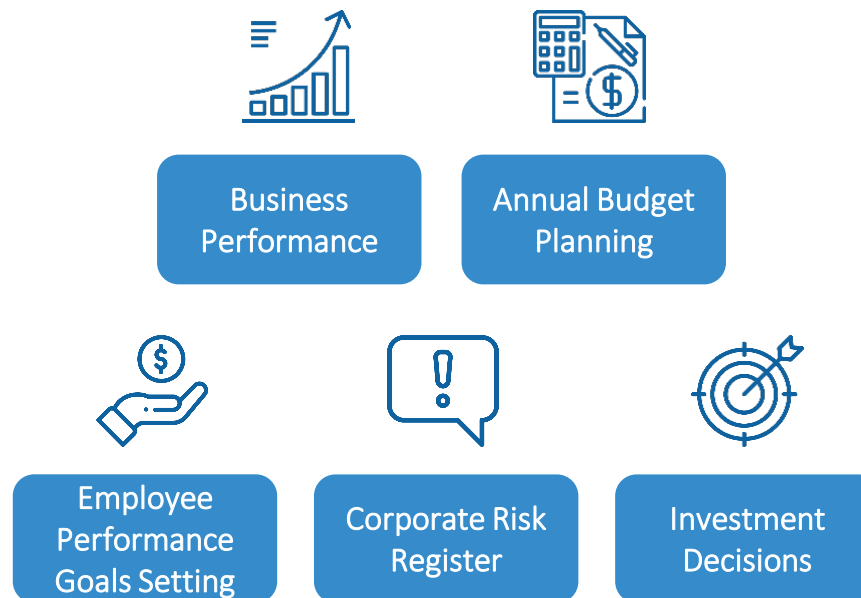 Business
Performance
Annual Budget
Planning
Employee
Performance
Goals Setting
Corporate Risk
Register
Investment
Decisions